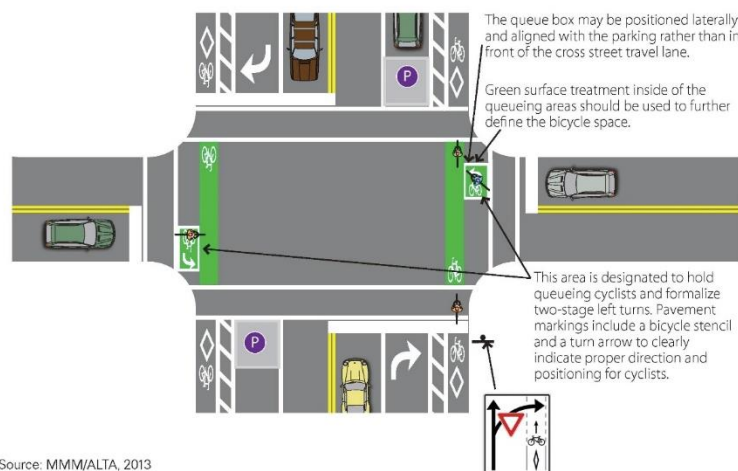 The queue box may be positioned laterally
and aligned with the parking rather than in
front of the cross street travel lane.
Green surface treatment inside of the
queueing areas should be used to further
define the bicycle space.
P
This area is designated to hold
queueing cyclists and formalize
two-stage left turns. Pavement
markings include a bicycle stencil
and a turn arrow to clearly
indicate proper direction and
positioning for cyclists.
P
Source: MMM/ALTA, 2013